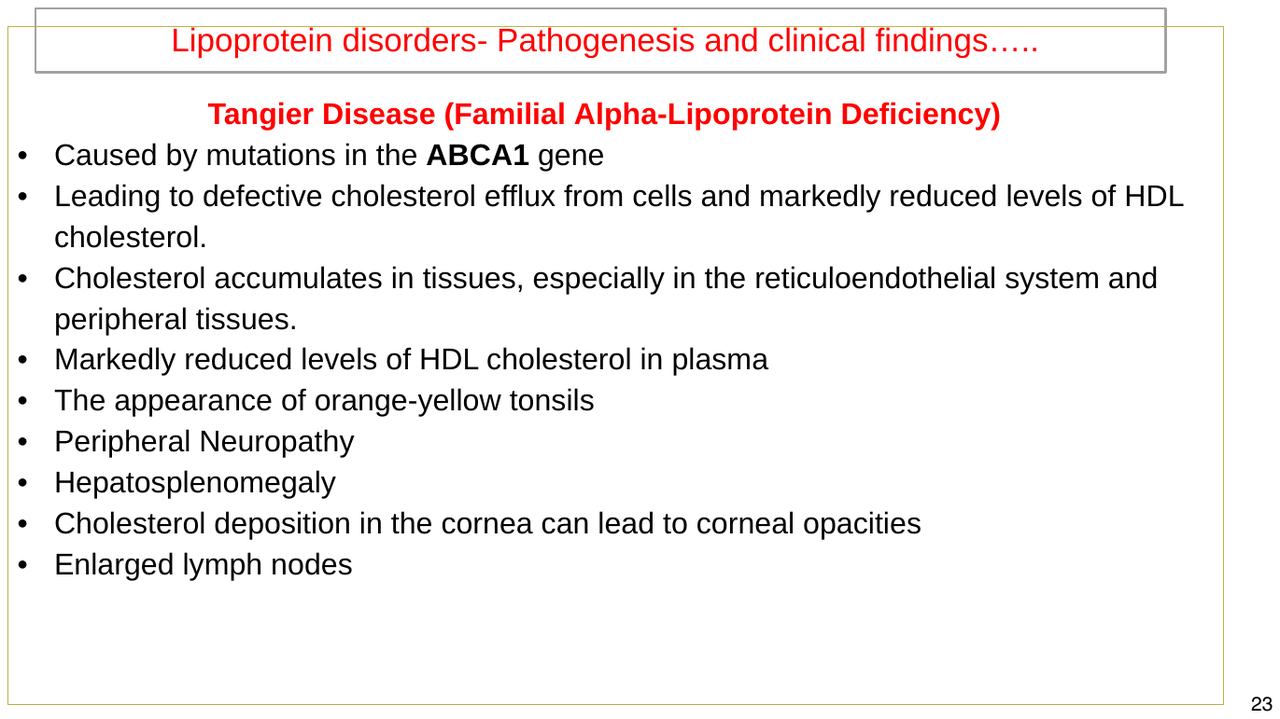 Lipoprotein disorders- Pathogenesis and clinical findings…..
Tangier Disease (Familial Alpha-Lipoprotein Deficiency)
• Caused by mutations in the ABCA1 gene
• Leading to defective cholesterol efflux from cells and markedly reduced levels of HDL
cholesterol.
• Cholesterol accumulates in tissues, especially in the reticuloendothelial system and
peripheral tissues.
• Markedly reduced levels of HDL cholesterol in plasma
• The appearance of orange-yellow tonsils
• Peripheral Neuropathy
• Hepatosplenomegaly
• Cholesterol deposition in the cornea can lead to corneal opacities
• Enlarged lymph nodes
23